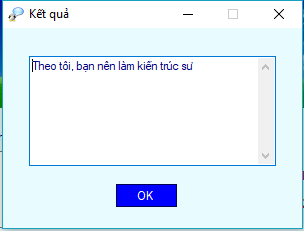 Kết quả
Theo tôi, bạn nên làm kiến trúc sư
OK